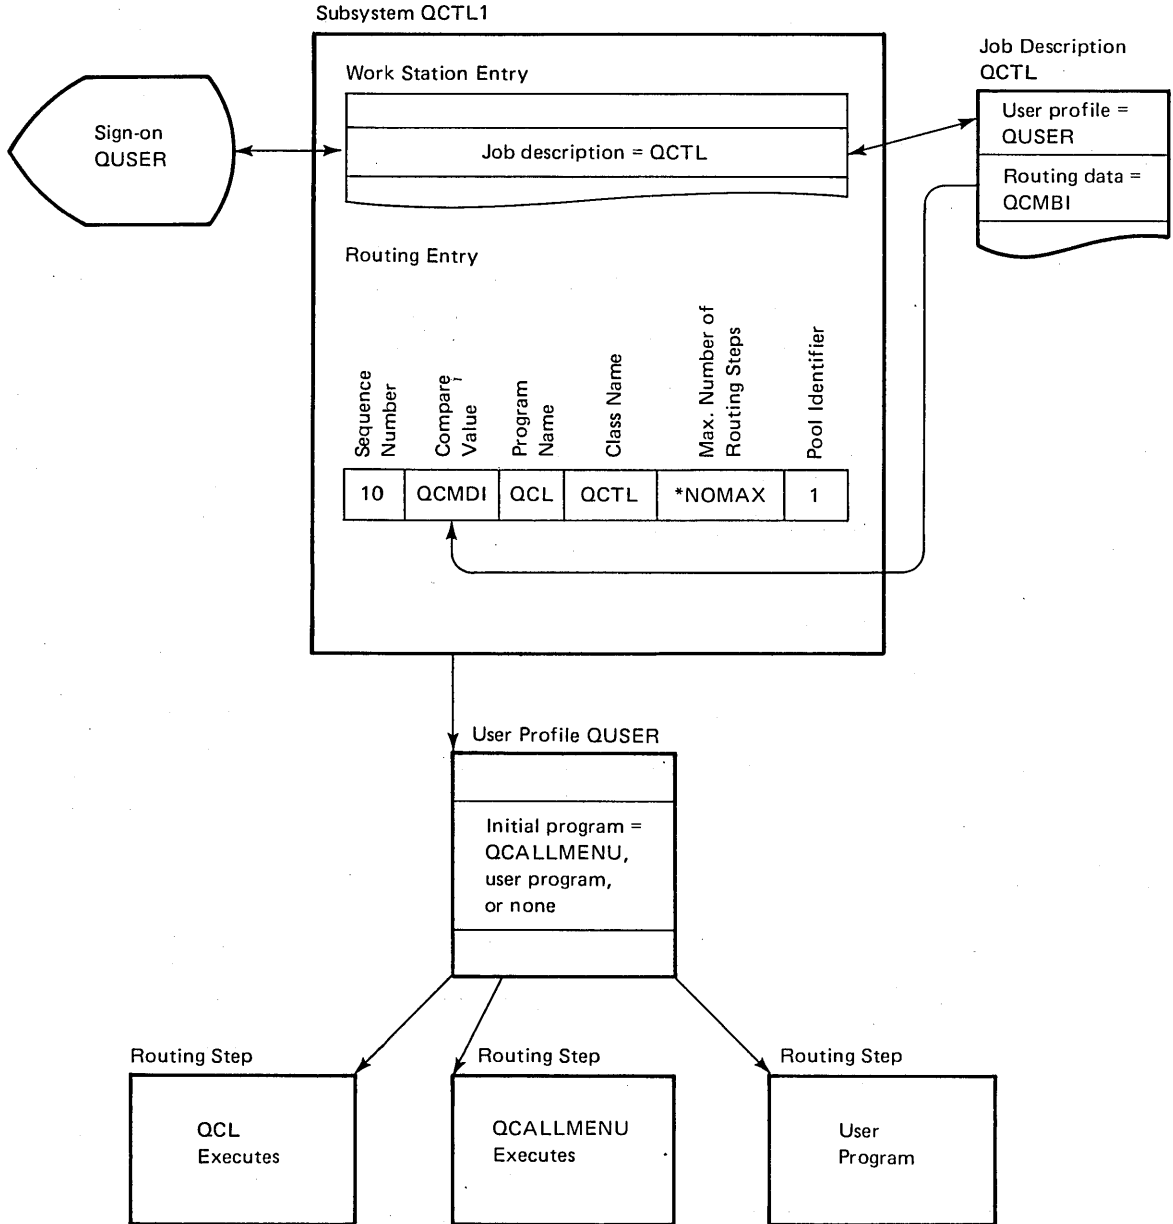 Subsystem QCTL1
Job Description
QCTL
Work Station Entry
User profile =
QUSER
Sign-on
QUSER
Job description = QCTL
Routing data =
QCMBI
Routing Entry
Sequence
Number
Compare
Value
Program
Name
Class Name
Max. Number of
Routing Steps
Pool Identifier
10 QCMDI QCL QCTL *NOMAX 1
User Profile QUSER
Initial program =
QCALLMENU,
user program,
or none
Routing Step
Routing Step
Routing Step
QCL
Executes
QCALLMENU
Executes
User
Program